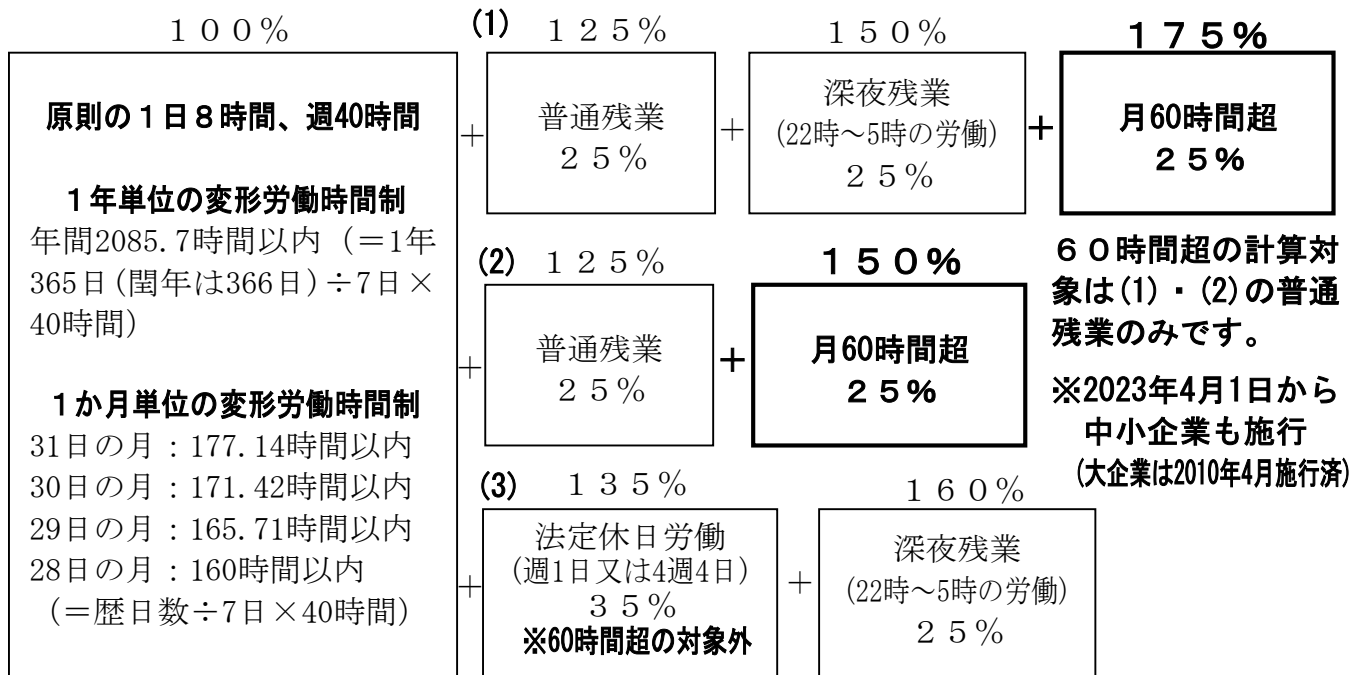 100%
原則の1日8時間、週40時間
1年単位の変形労働時間制
年間2085.7時間以内（＝1年
365日(閏年は366日)÷7日×
40時間）
1か月単位の変形労働時間制
31日の月：177.14時間以内
30日の月：171.42時間以内
29日の月：165.71時間以内
28日の月：160時間以内
（＝歴日数÷7日×40時間）
(1) 125% 150% 175%
+
普通残業
25%
+
深夜残業
(22時～5時の労働)
25%
+
月60時間超
25%
(2) 125% 150%
+
普通残業
25%
+
月60時間超
25%
60時間超の計算対
象は(1)・(2)の普通
残業のみです。
※2023年4月1日から
中小企業も施行
(大企業は2010年4月施行済)
(3) 135% 160%
+
法定休日労働
(週1日又は4週4日)
35%
※60時間超の対象外
+
深夜残業
(22時～5時の労働)
25%